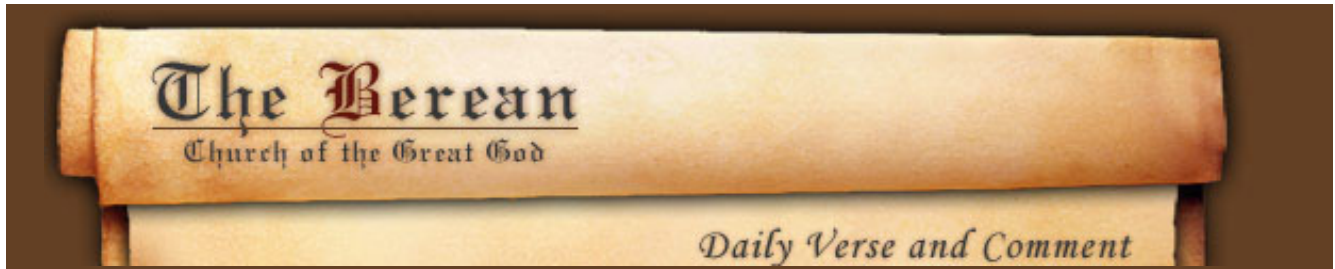 The Berean
Church of the Great God
Daily Verse and Comment